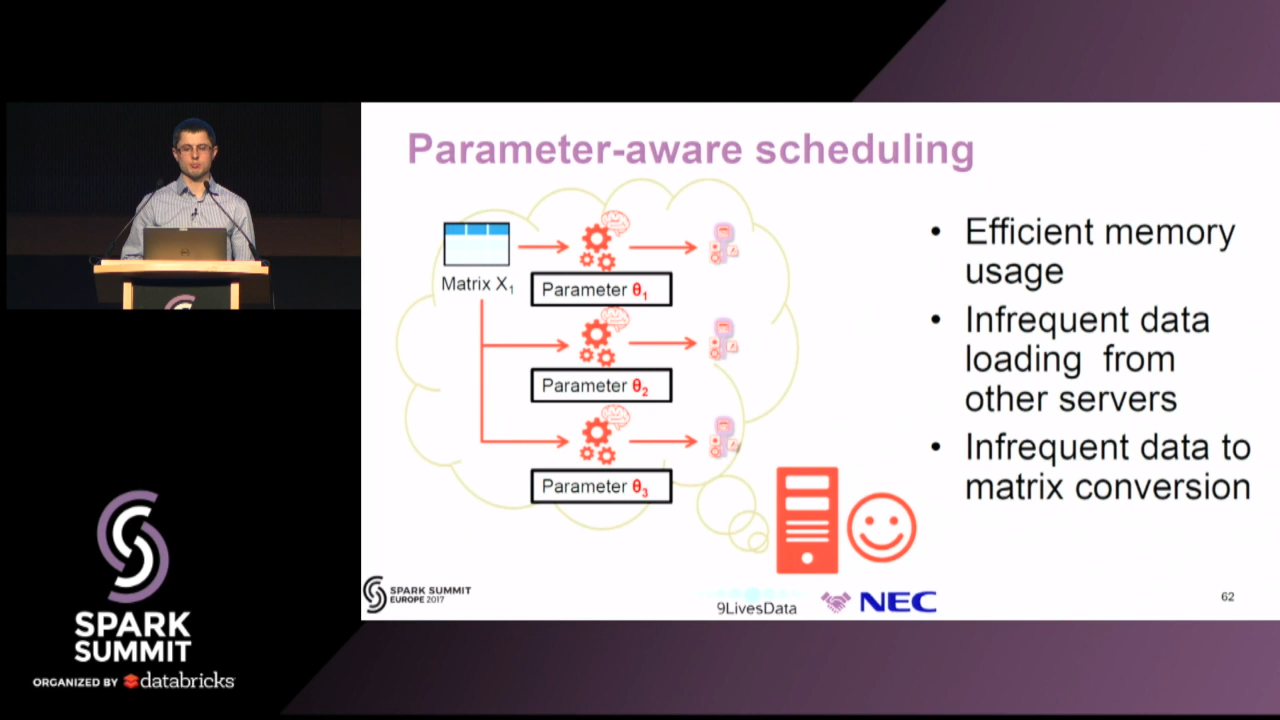 Parameter-aware scheduling
Matrix X1
Parameter θ1
Parameter θ2
Parameter θ3
• Efficient memory
usage
• Infrequent data
loading from
other servers
• Infrequent data to
matrix conversion
SPARK SUMMIT
EUROPE 2017
9LivesData
NEC
62
SPARK
SUMMIT
ORGANIZED BY databricks